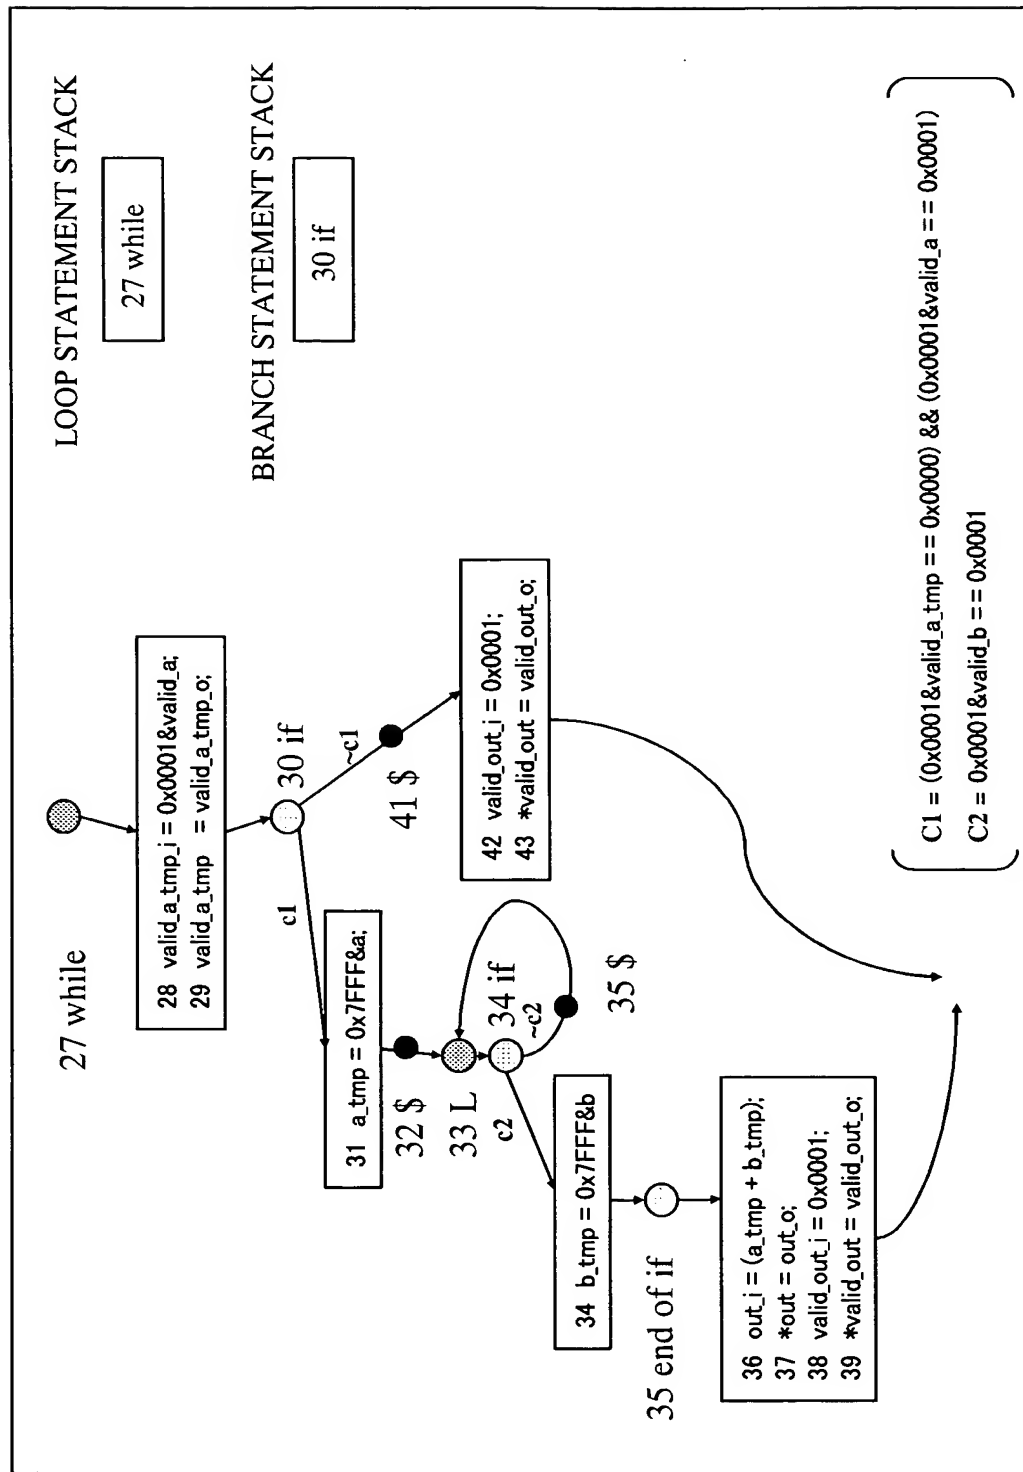 27 while
LOOP STATEMENT STACK
27 while
BRANCH STATEMENT STACK
30 if
28 valid_a_tmp_i = 0x0001&valid_a;
29 valid_a_tmp = valid_a_tmp_o;
30 if
c1
~c1
41 $
31 a_tmp = 0x7FFF&a;
32 $
33 L
34 if
c2
~c2
35 $
42 valid_out_i = 0x0001;
43 *valid_out = valid_out_o;
34 b_tmp = 0x7FFF&b
35 end of if
36 out_i = (a_tmp + b_tmp);
37 *out = out_o;
38 valid_out_i = 0x0001;
39 *valid_out = valid_out_o;
C1 = (0x0001&valid_a_tmp == 0x0000) && (0x0001&valid_a == 0x0001)
C2 = 0x0001&valid_b == 0x0001